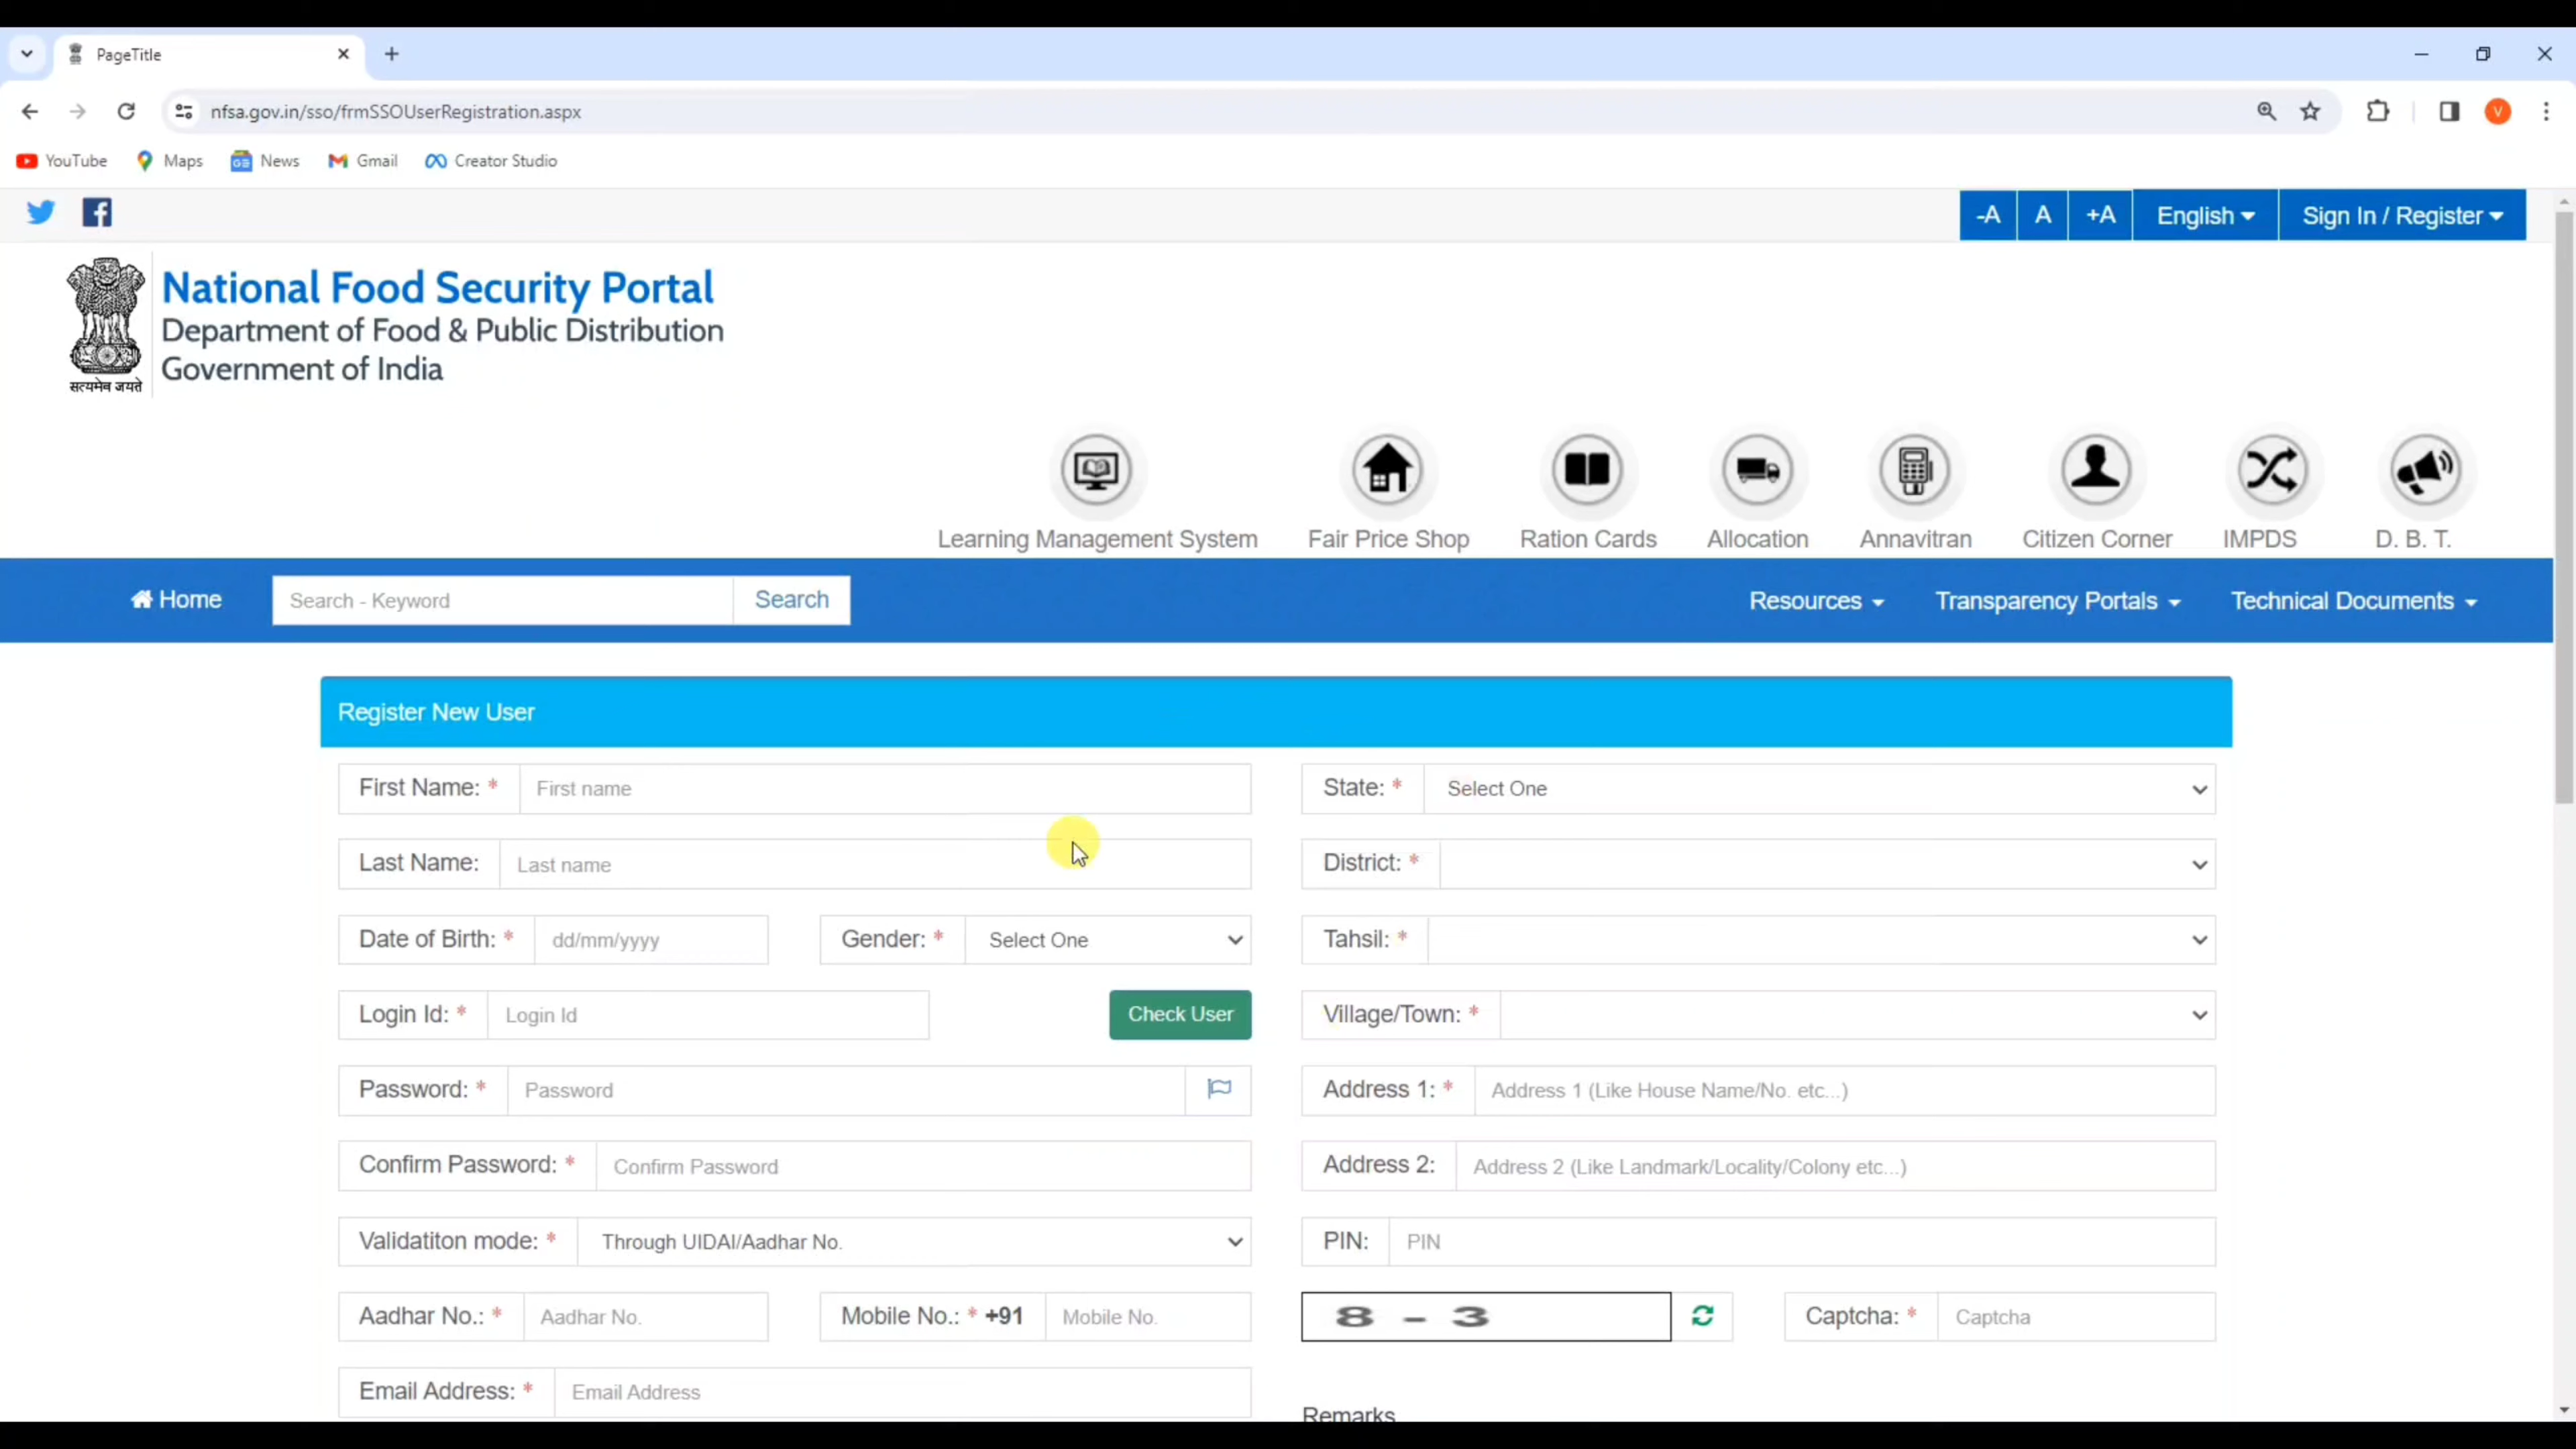 PageTitle
nfsa.gov.in/sso/frmSSOUserRegistration.aspx
V
YouTube Maps News Gmail Creator Studio
-A A +A English Sign In / Register
National Food Security Portal
Department of Food & Public Distribution
Government of India
सत्यमेव जयते
Learning Management System Fair Price Shop Ration Cards Allocation Annavitran Citizen Corner IMPDS D. B. T.
Home Search - Keyword Search Resources Transparency Portals Technical Documents
Register New User
First Name: * First name
Last Name: Last name
Date of Birth: * dd/mm/yyyy Gender: * Select One
Login Id: * Login Id Check User
Password: * Password
Confirm Password: * Confirm Password
Validatiton mode: * Through UIDAI/Aadhar No.
Aadhar No.: * Aadhar No. Mobile No.: * +91 Mobile No.
Email Address: * Email Address
State: * Select One
District: *
Tahsil: *
Village/Town: *
Address 1: * Address 1 (Like House Name/No. etc...)
Address 2: Address 2 (Like Landmark/Locality/Colony etc...)
PIN: PIN
8 - 3 Captcha: * Captcha
Remarks